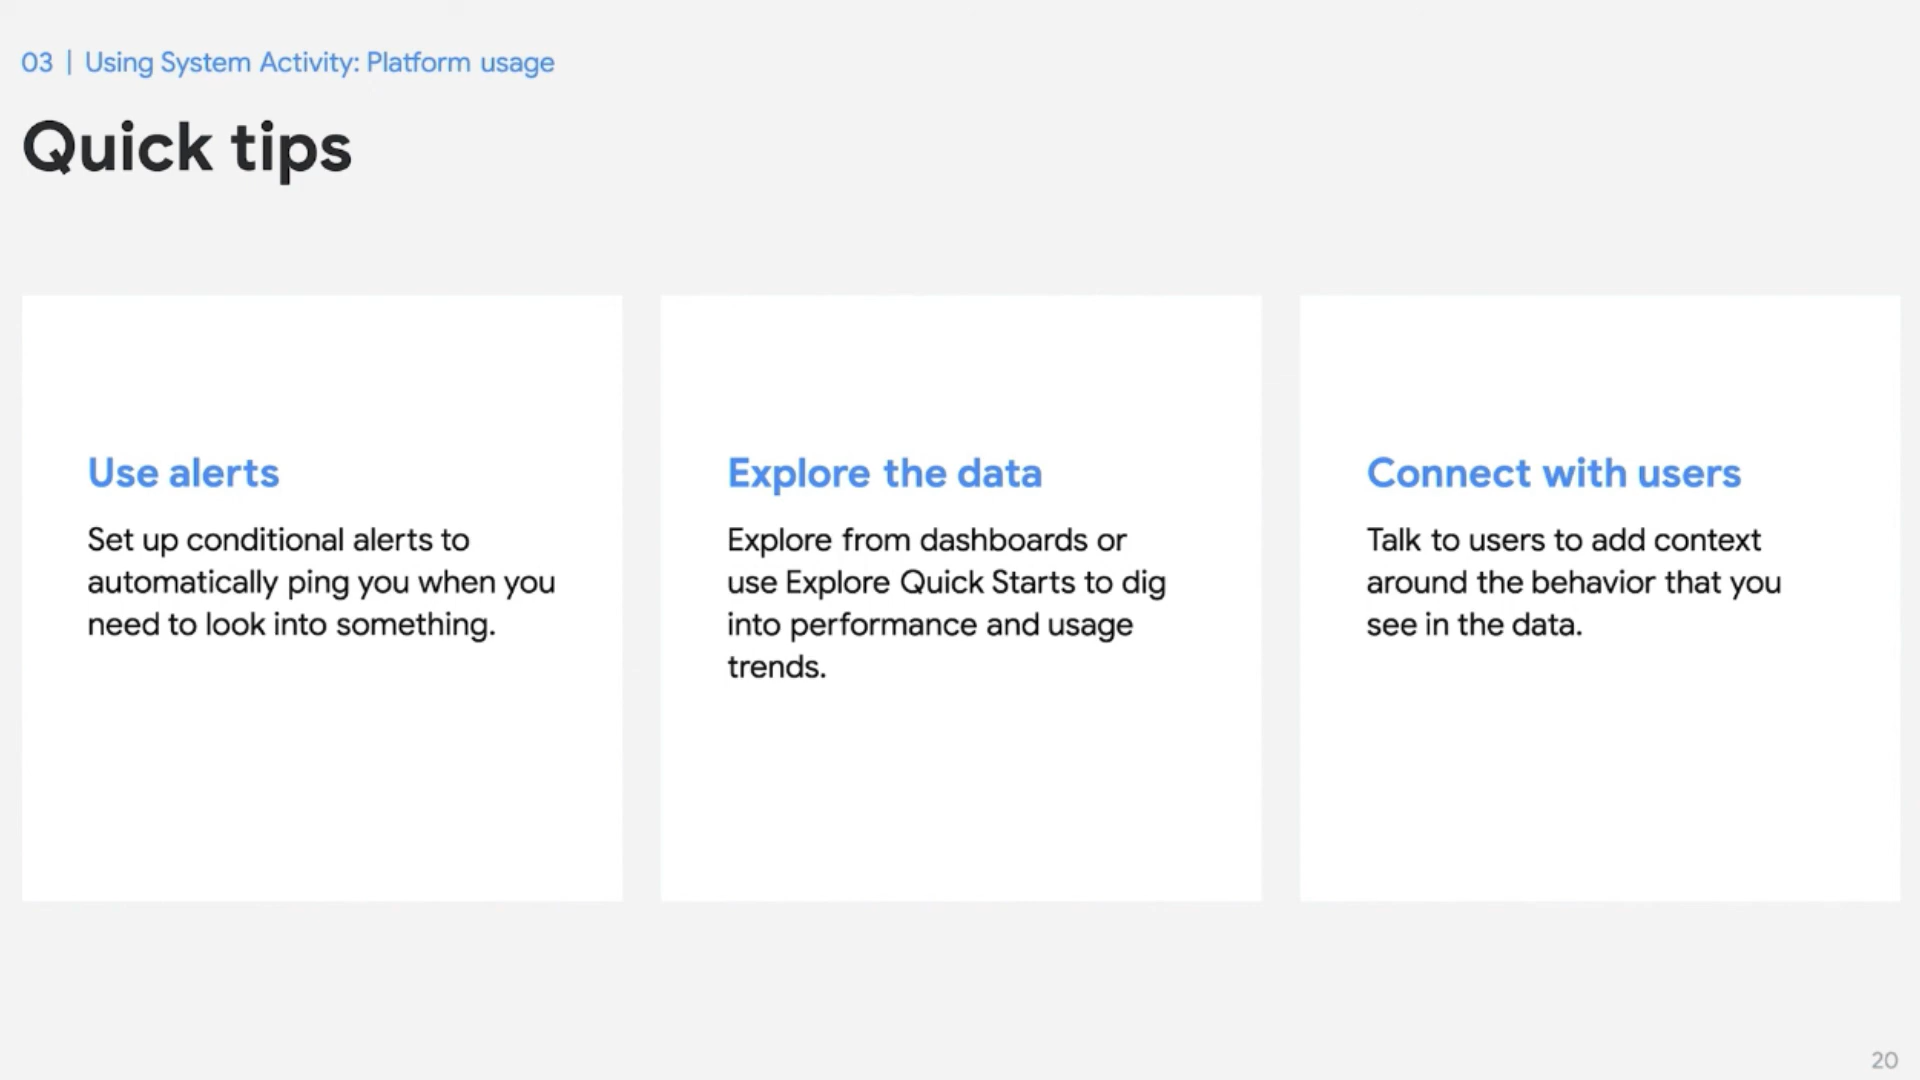 03 | Using System Activity: Platform usage
Quick tips
Use alerts
Set up conditional alerts to
automatically ping you when you
need to look into something.
Explore the data
Explore from dashboards or
use Explore Quick Starts to dig
into performance and usage
trends.
Connect with users
Talk to users to add context
around the behavior that you
see in the data.
20